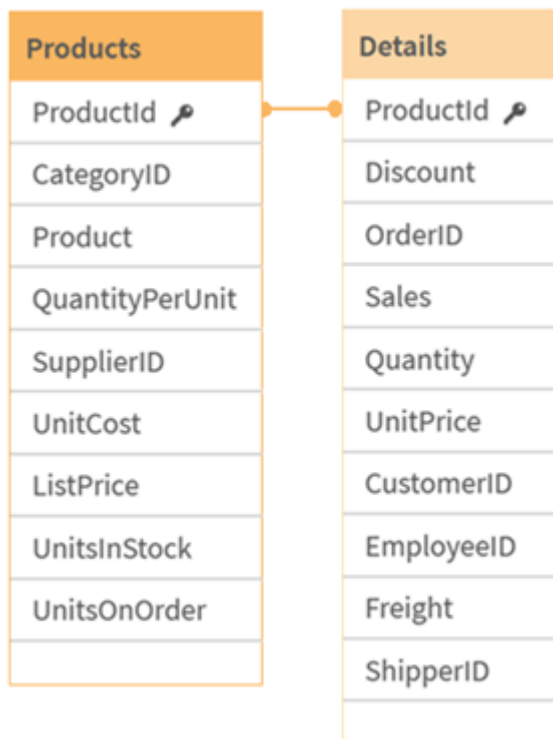 Products
ProductId
CategoryID
Product
QuantityPerUnit
SupplierID
UnitCost
ListPrice
UnitsInStock
UnitsOnOrder
Details
ProductId
Discount
OrderID
Sales
Quantity
UnitPrice
CustomerID
EmployeeID
Freight
ShipperID